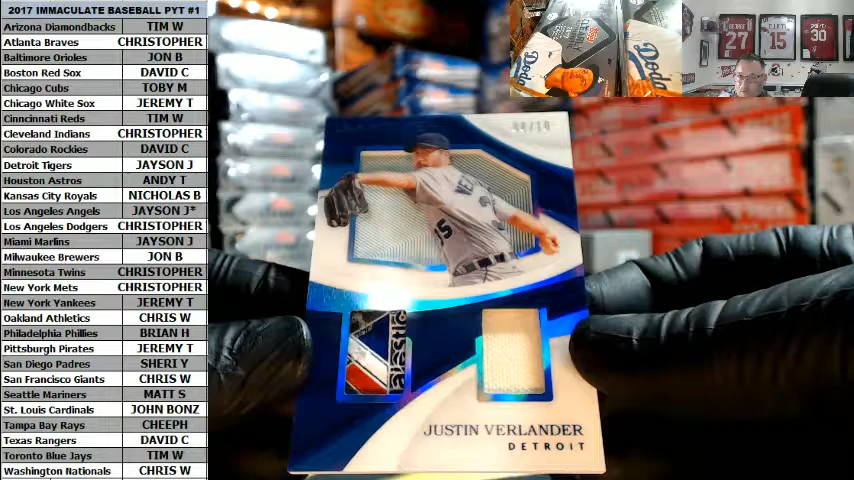 2017 IMMACULATE BASEBALL PYT #1
Arizona Diamondbacks TIM W
Atlanta Braves CHRISTOPHER
Baltimore Orioles JON B
Boston Red Sox DAVID C
Chicago Cubs TOBY M
Chicago White Sox JEREMY T
Cinncinati Reds TIM W
Cleveland Indians CHRISTOPHER
Colorado Rockies DAVID C
Detroit Tigers JAYSON J
Houston Astros ANDY T
Kansas City Royals NICHOLAS B
Los Angeles Angels JAYSON J*
Los Angeles Dodgers CHRISTOPHER
Miami Marlins JAYSON J
Milwaukee Brewers JON B
Minnesota Twins CHRISTOPHER
New York Mets CHRISTOPHER
New York Yankees JEREMY T
Oakland Athletics CHRIS W
Philadelphia Phillies BRIAN H
Pittsburgh Pirates JEREMY T
San Diego Padres SHERI Y
San Francisco Giants CHRIS W
Seattle Mariners MATT S
St. Louis Cardinals JOHN BONZ
Tampa Bay Rays CHEEPH
Texas Rangers DAVID C
Toronto Blue Jays TIM W
Washington Nationals CHRIS W
Dodg
Dodg
27
15
30
35
JUSTIN VERLANDER
DETROIT